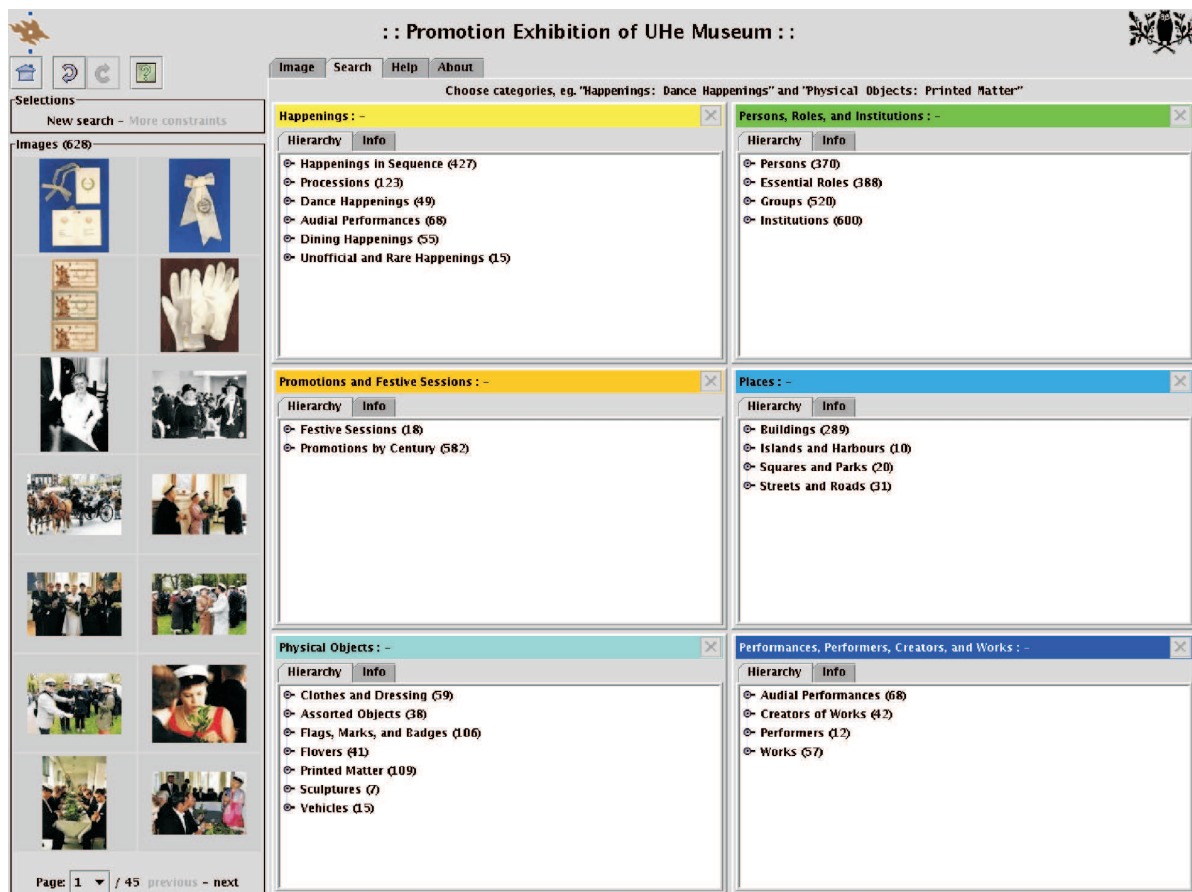 : : Promotion Exhibition of UHe Museum : :
Image Search Help About
Choose categories, eg. "Happenings: Dance Happenings" and "Physical Objects: Printed Matter"
Selections
New search - More constraints
Images (628)
Page: 1 / 45 previous - next
Happenings : -
Hierarchy Info
Happenings in Sequence (427)
Processions (123)
Dance Happenings (49)
Audial Performances (68)
Dining Happenings (55)
Unofficial and Rare Happenings (15)
Persons, Roles, and Institutions : -
Hierarchy Info
Persons (370)
Essential Roles (388)
Groups (520)
Institutions (600)
Promotions and Festive Sessions : -
Hierarchy Info
Festive Sessions (18)
Promotions by Century (582)
Places : -
Hierarchy Info
Buildings (289)
Islands and Harbours (10)
Squares and Parks (20)
Streets and Roads (31)
Physical Objects : -
Hierarchy Info
Clothes and Dressing (59)
Assorted Objects (38)
Flags, Marks, and Badges (106)
Flovers (41)
Printed Matter (109)
Sculptures (7)
Vehicles (15)
Performances, Performers, Creators, and Works : -
Hierarchy Info
Audial Performances (68)
Creators of Works (42)
Performers (12)
Works (57)